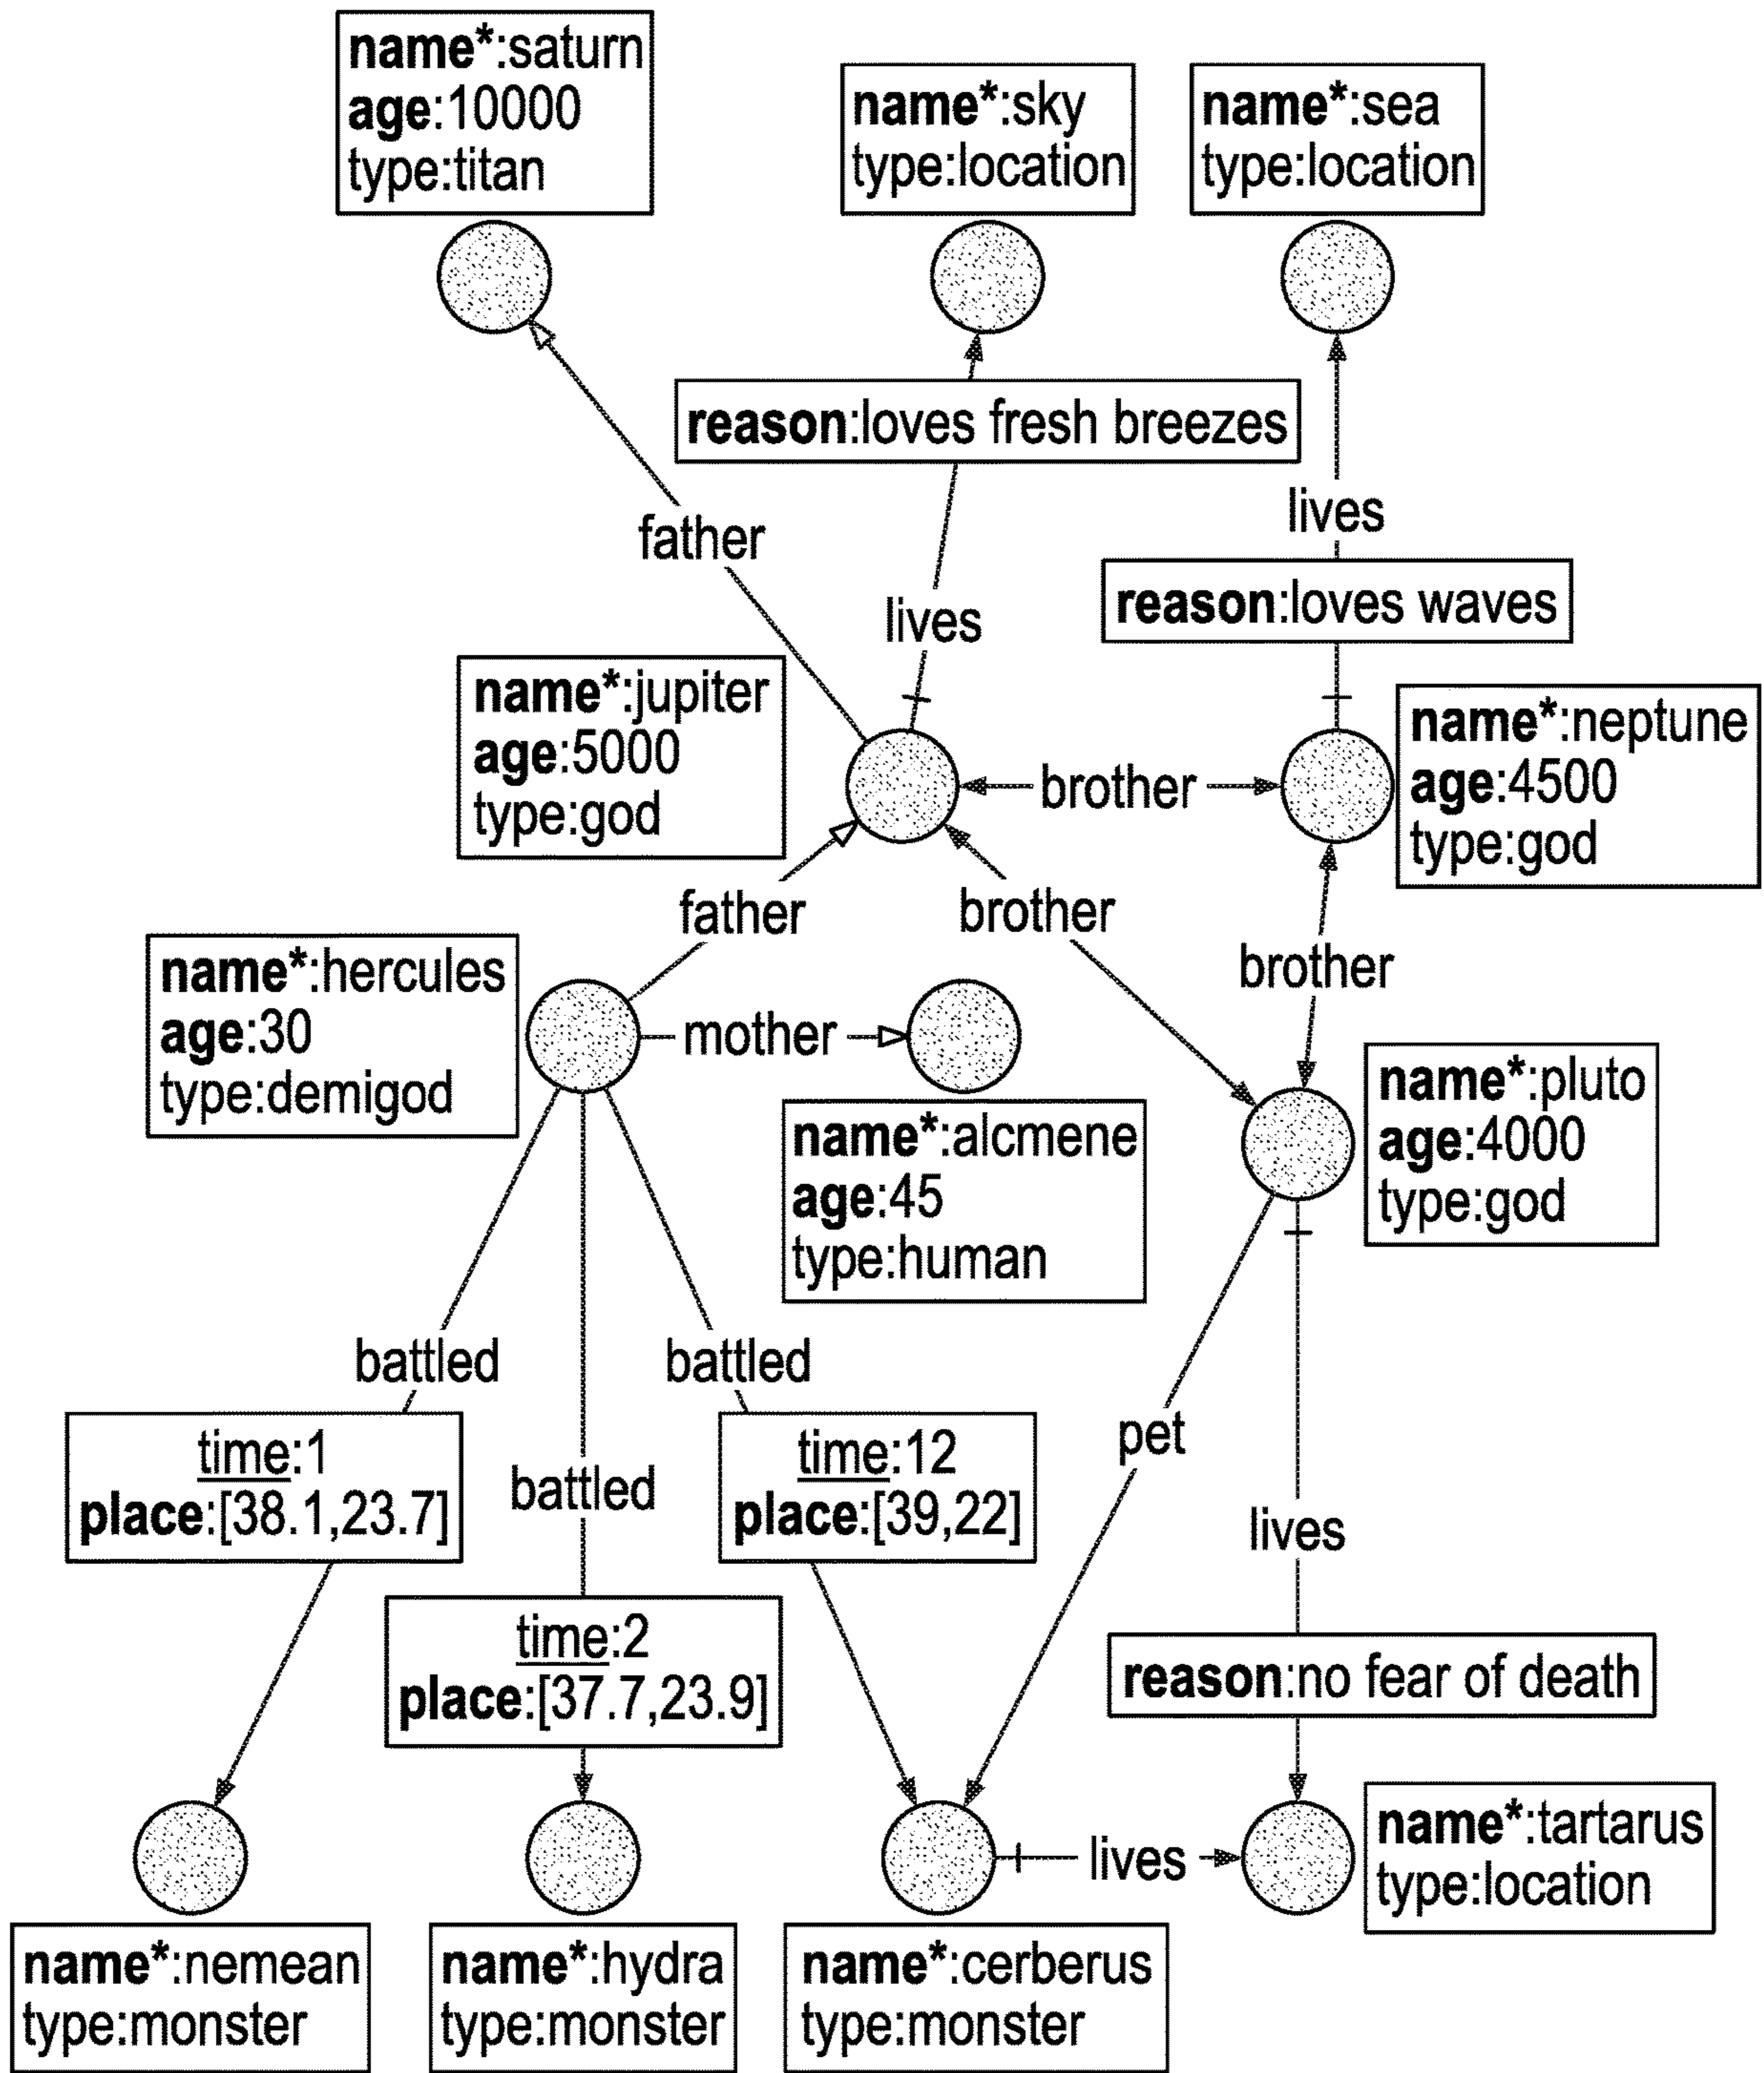 name*:saturn
age:10000
type:titan
name*:sky
type:location
name*:sea
type:location
reason:loves fresh breezes
lives
father
reason:loves waves
lives
name*:jupiter
age:5000
type:god
name*:neptune
age:4500
type:god
brother
father
brother
brother
name*:hercules
age:30
type:demigod
mother
name*:alcmene
age:45
type:human
name*:pluto
age:4000
type:god
battled
battled
battled
time:1
place:[38.1,23.7]
time:12
place:[39,22]
pet
lives
time:2
place:[37.7,23.9]
reason:no fear of death
lives
name*:tartarus
type:location
name*:nemean
type:monster
name*:hydra
type:monster
name*:cerberus
type:monster